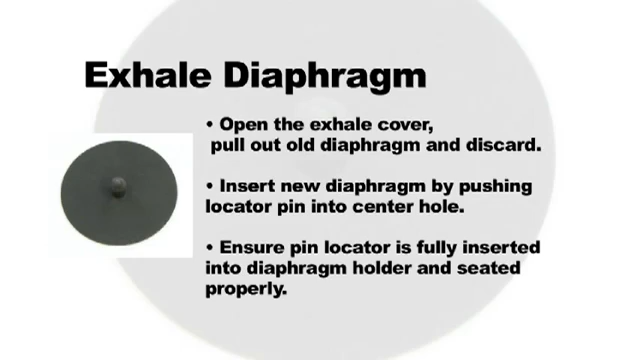 Exhale Diaphragm
• Open the exhale cover,
pull out old diaphragm and discard.
• Insert new diaphragm by pushing
locator pin into center hole.
• Ensure pin locator is fully inserted
into diaphragm holder and seated
properly.